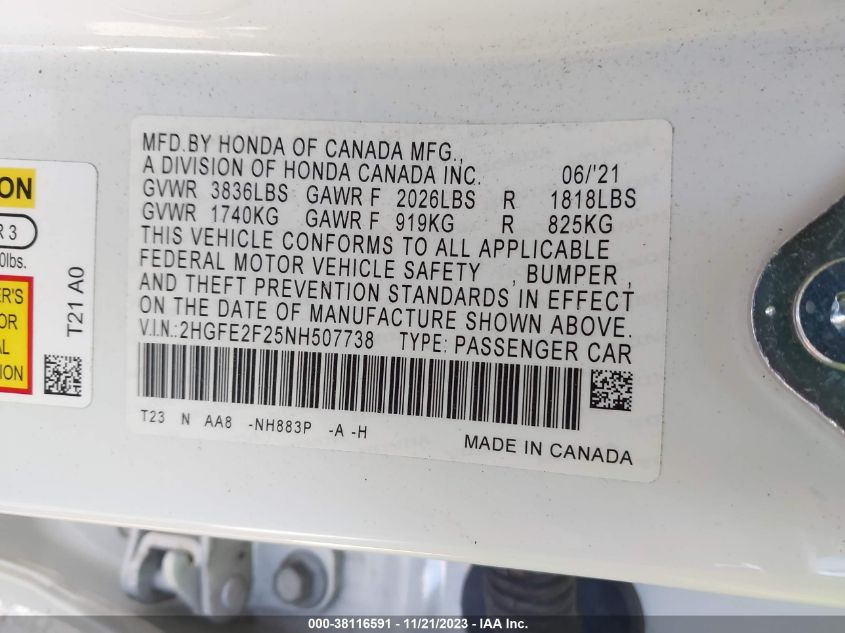 MFD.BY HONDA OF CANADA MFG.,
A DIVISION OF HONDA CANADA INC. 06/'21
GVWR 3836LBS GAWR F 2026LBS R 1818LBS
GVWR 1740KG GAWR F 919KG R 825KG
THIS VEHICLE CONFORMS TO ALL APPLICABLE
FEDERAL MOTOR VEHICLE SAFETY , BUMPER ,
AND THEFT PREVENTION STANDARDS IN EFFECT
ON THE DATE OF MANUFACTURE SHOWN ABOVE.
V.I.N.:2HGFE2F25NH507738 TYPE: PASSENGER CAR
T23 N AA8 -NH883P -A -H
MADE IN CANADA
ON
R 3
0lbs.
ER'S
OR
AL
TION
T21 A0
000-38116591 - 11/21/2023 - IAA Inc.